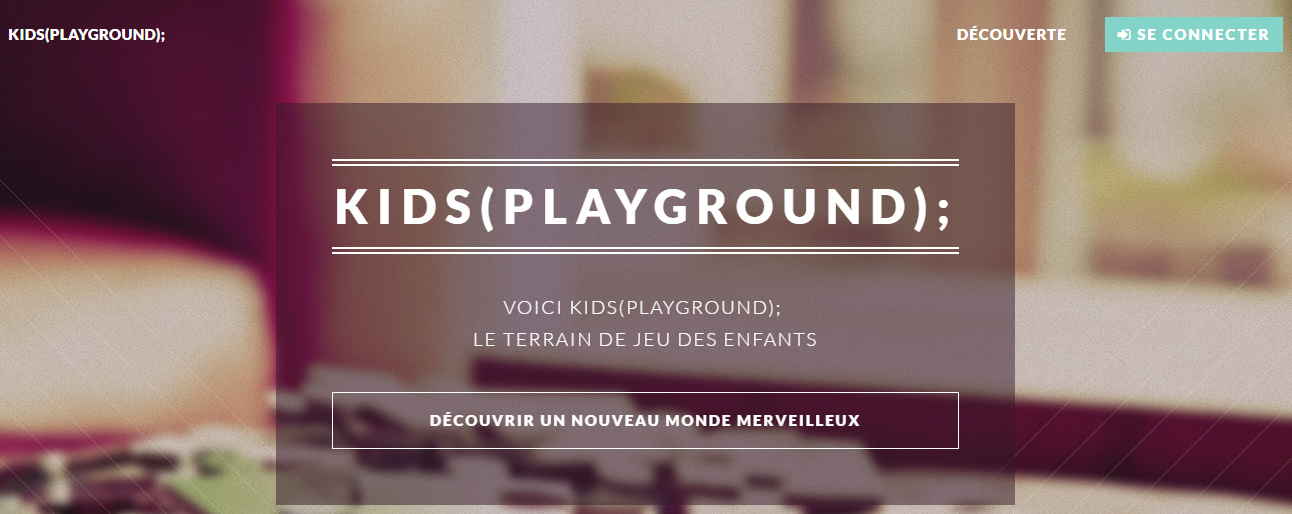 KIDS(PLAYGROUND);
DÉCOUVERTE
SE CONNECTER
KIDS(PLAYGROUND);
VOICI KIDS(PLAYGROUND);
LE TERRAIN DE JEU DES ENFANTS
DÉCOUVRIR UN NOUVEAU MONDE MERVEILLEUX